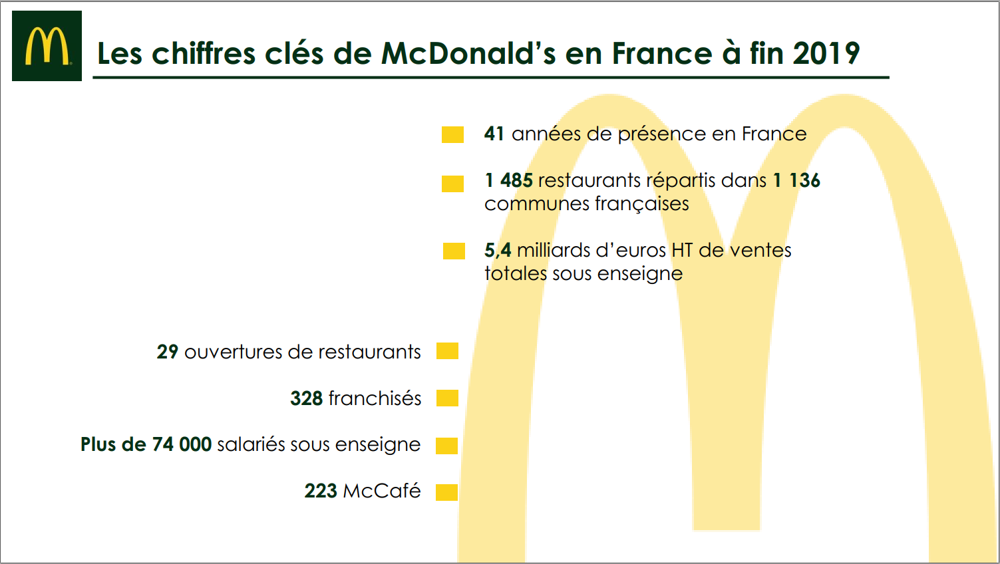 Les chiffres clés de McDonald’s en France à fin 2019
41 années de présence en France
1 485 restaurants répartis dans 1 136
communes françaises
5,4 milliards d’euros HT de ventes
totales sous enseigne
29 ouvertures de restaurants
328 franchisés
Plus de 74 000 salariés sous enseigne
223 McCafé